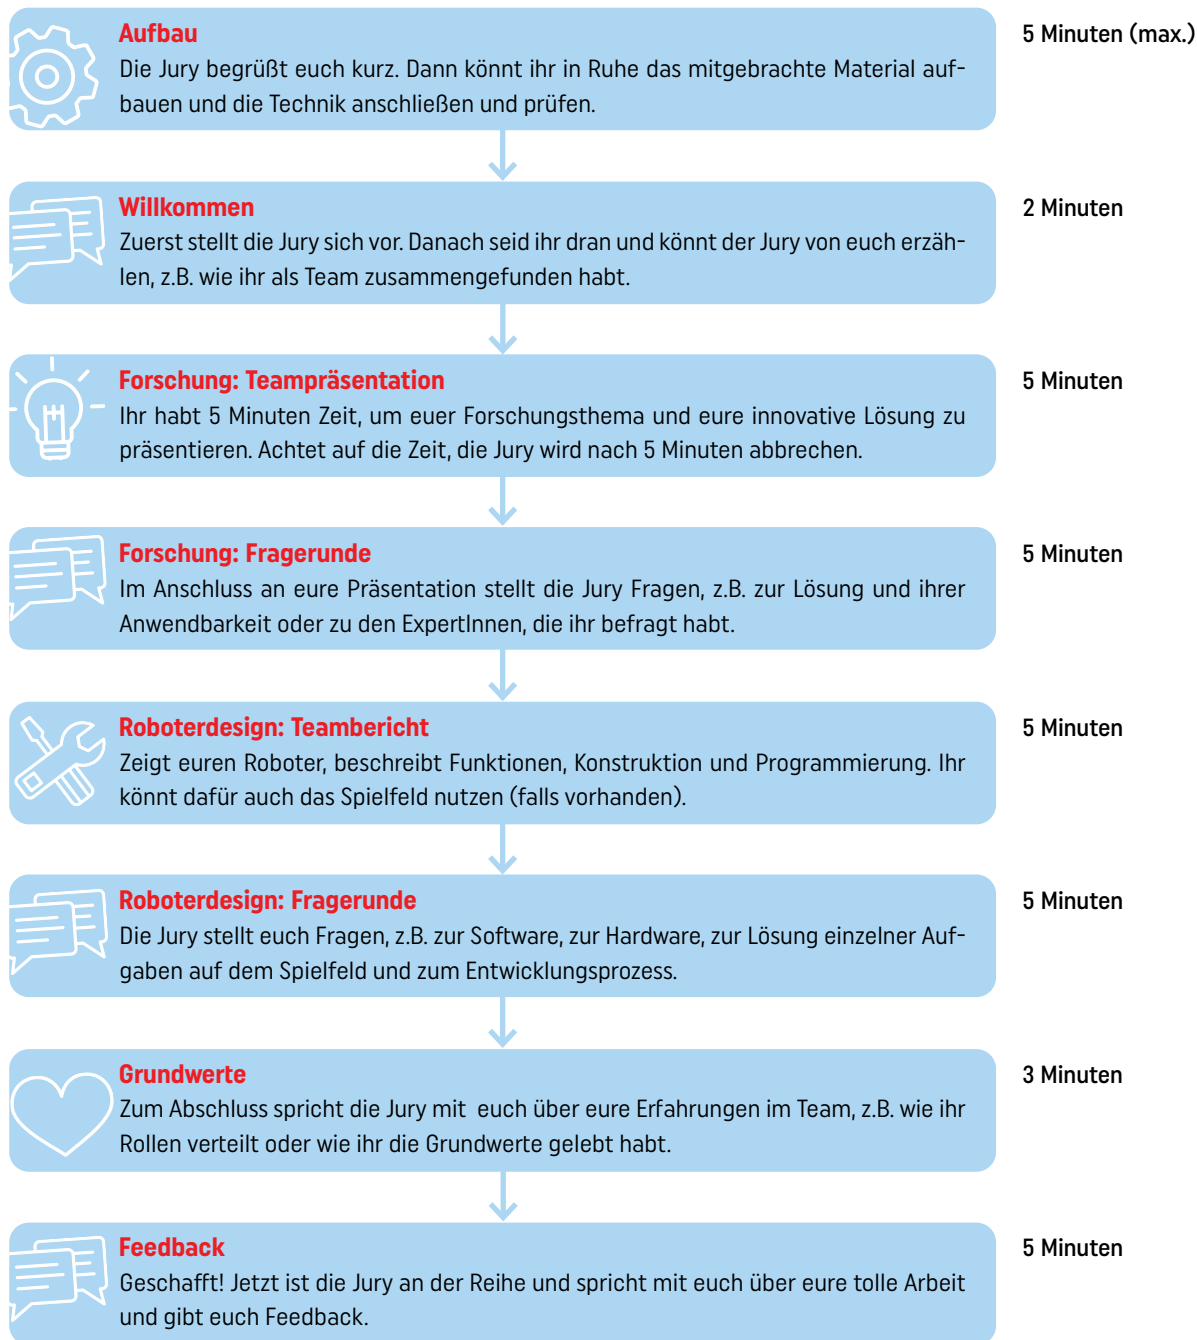 Aufbau
5 Minuten (max.)
Die Jury begrüßt euch kurz. Dann könnt ihr in Ruhe das mitgebrachte Material auf-
bauen und die Technik anschließen und prüfen.
Willkommen
2 Minuten
Zuerst stellt die Jury sich vor. Danach seid ihr dran und könnt der Jury von euch erzäh-
len, z.B. wie ihr als Team zusammengefunden habt.
Forschung: Teampräsentation
5 Minuten
Ihr habt 5 Minuten Zeit, um euer Forschungsthema und eure innovative Lösung zu
präsentieren. Achtet auf die Zeit, die Jury wird nach 5 Minuten abbrechen.
Forschung: Fragerunde
5 Minuten
Im Anschluss an eure Präsentation stellt die Jury Fragen, z.B. zur Lösung und ihrer
Anwendbarkeit oder zu den ExpertInnen, die ihr befragt habt.
Roboterdesign: Teambericht
5 Minuten
Zeigt euren Roboter, beschreibt Funktionen, Konstruktion und Programmierung. Ihr
könnt dafür auch das Spielfeld nutzen (falls vorhanden).
Roboterdesign: Fragerunde
5 Minuten
Die Jury stellt euch Fragen, z.B. zur Software, zur Hardware, zur Lösung einzelner Auf-
gaben auf dem Spielfeld und zum Entwicklungsprozess.
Grundwerte
3 Minuten
Zum Abschluss spricht die Jury mit euch über eure Erfahrungen im Team, z.B. wie ihr
Rollen verteilt oder wie ihr die Grundwerte gelebt habt.
Feedback
5 Minuten
Geschafft! Jetzt ist die Jury an der Reihe und spricht mit euch über eure tolle Arbeit
und gibt euch Feedback.